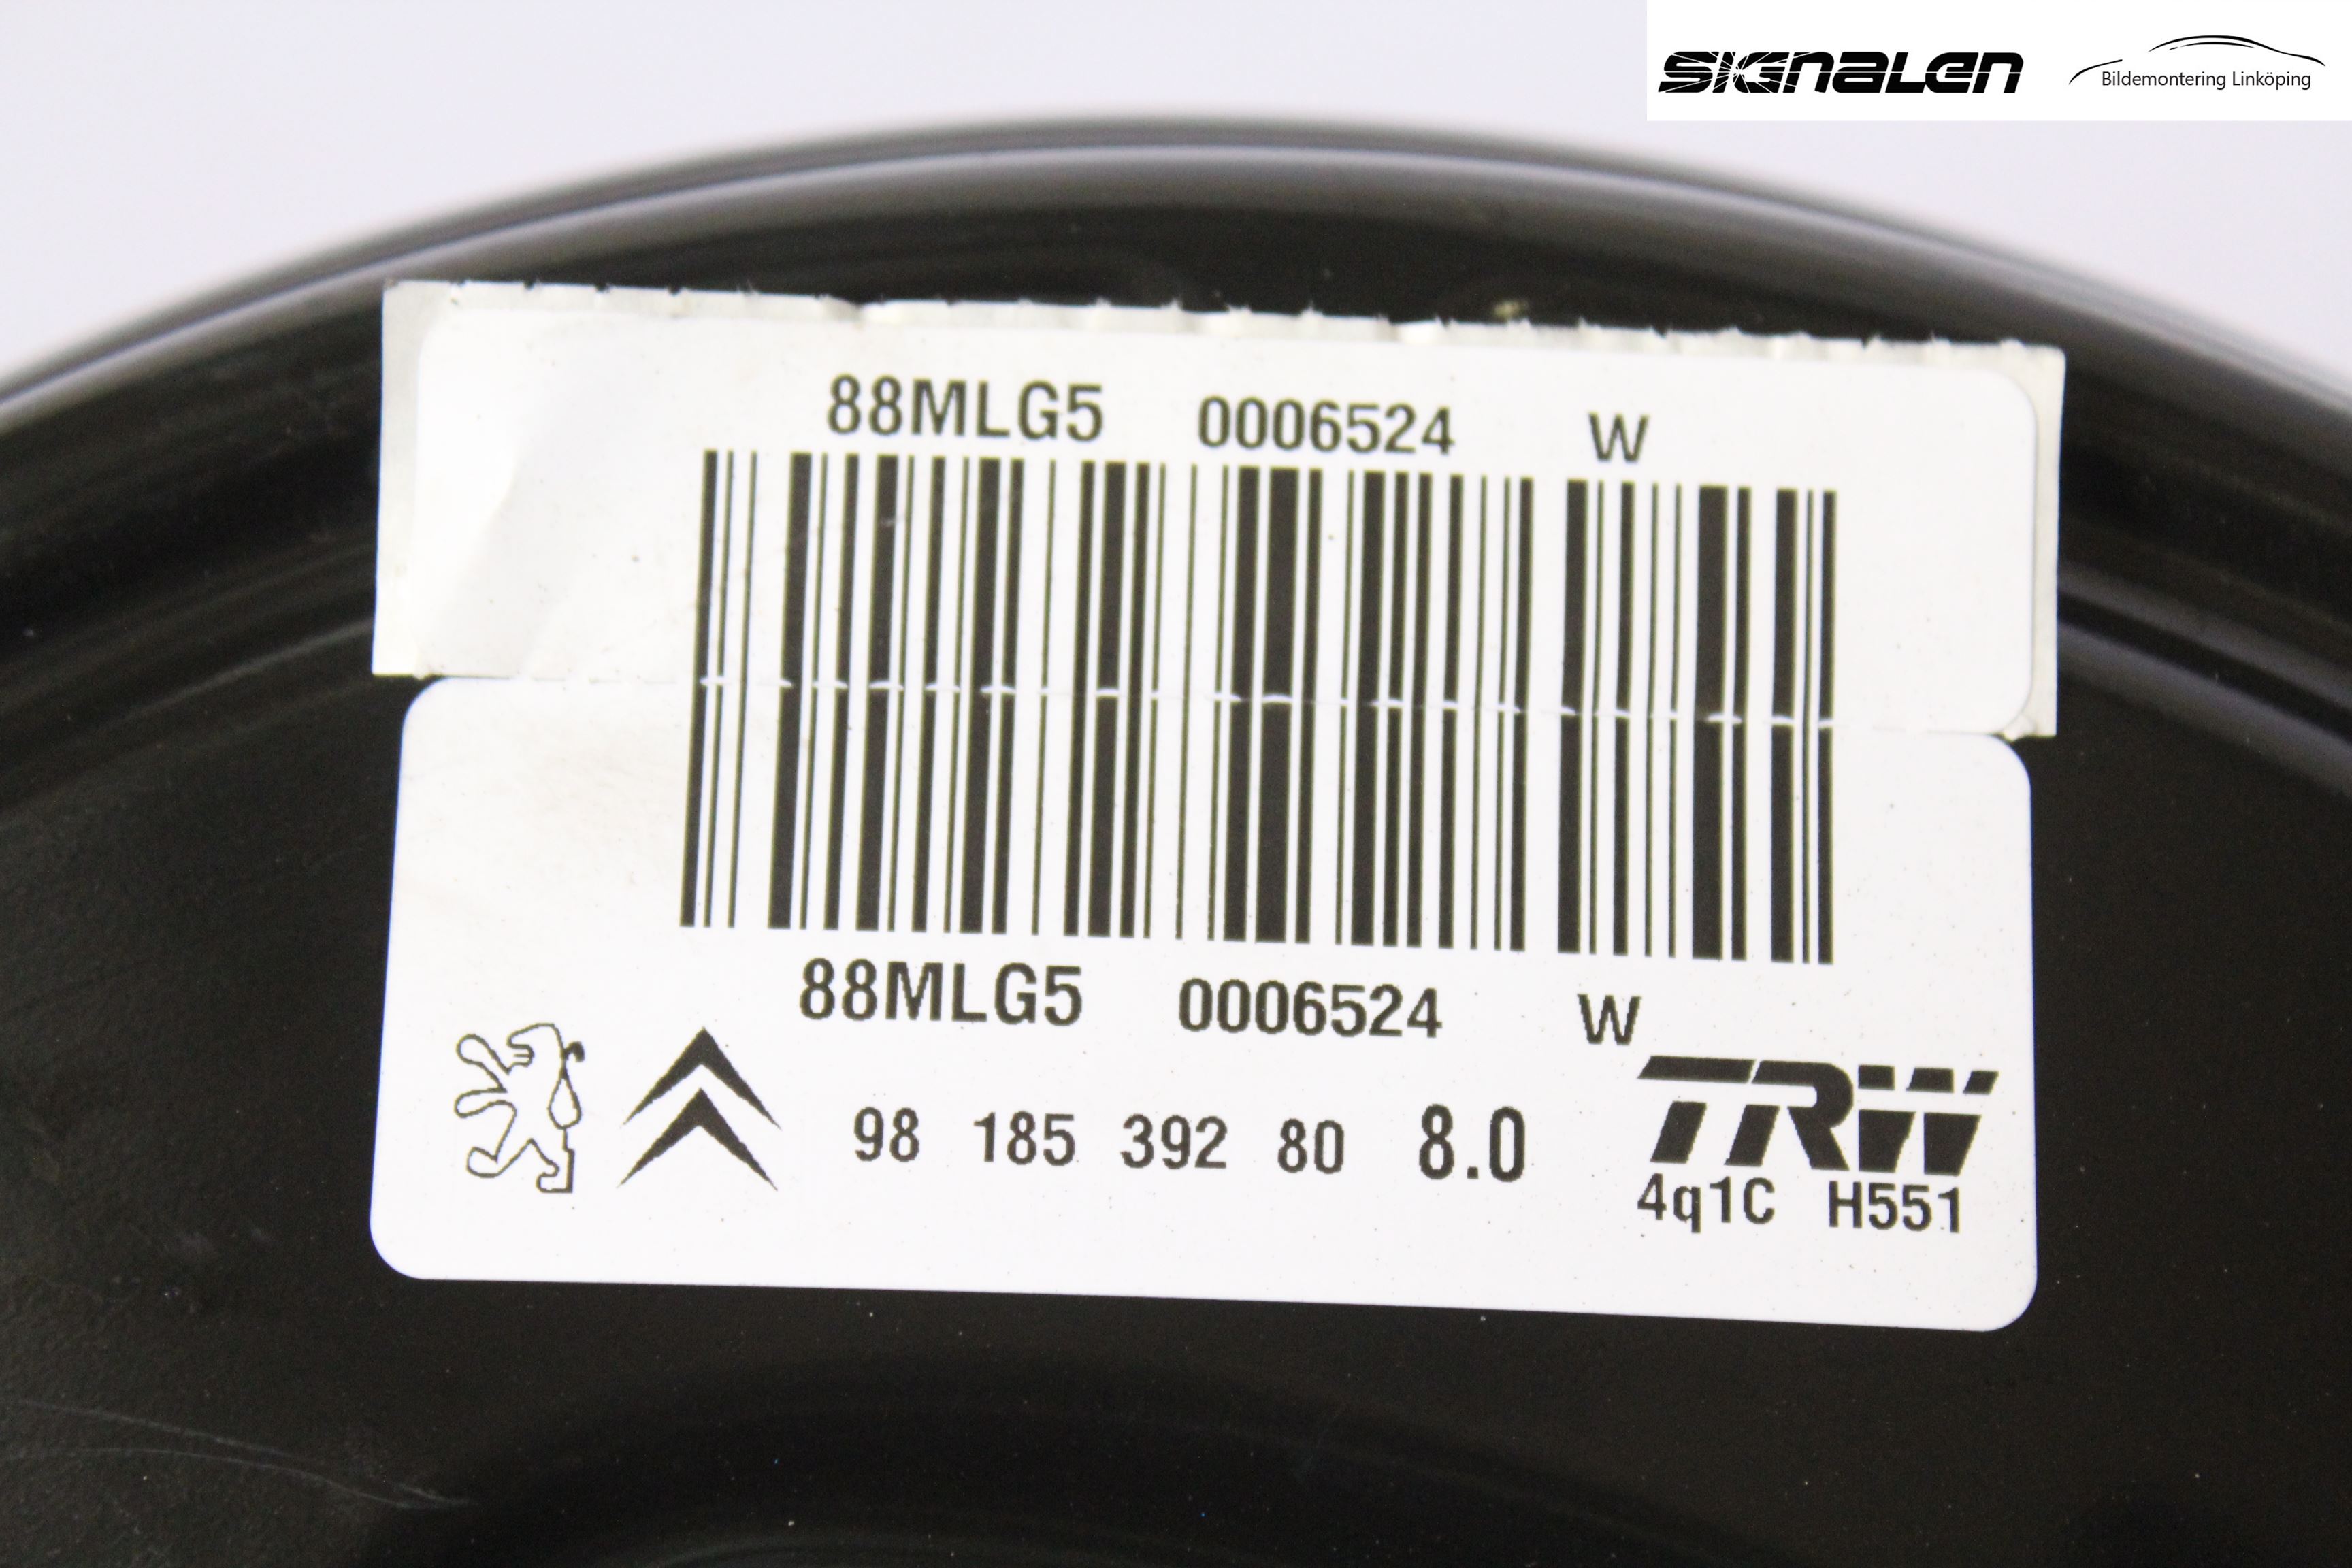 SIGNALEN
Bildemontering Linköping
88MLG5 0006524 W
88MLG5 0006524 W
98 185 392 80 8.0
TRW
4q1C H551